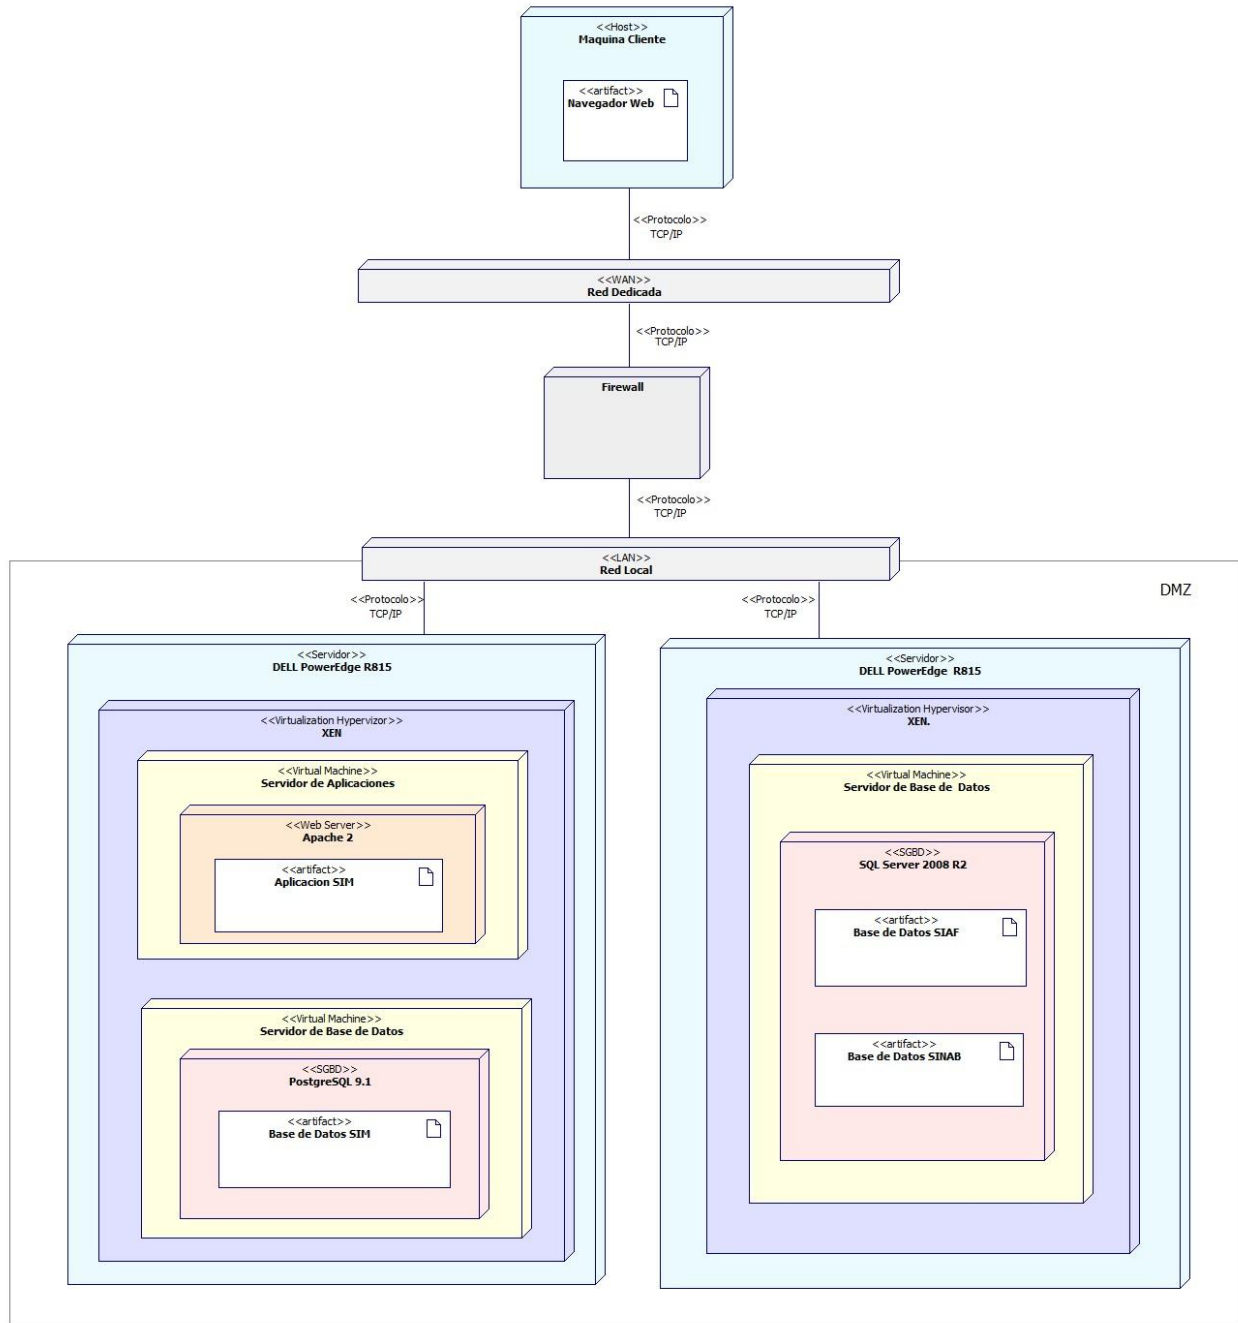 <<Host>>
Maquina Cliente
<<artifact>>
Navegador Web
<<Protocolo>>
TCP/IP
<<WAN>>
Red Dedicada
<<Protocolo>>
TCP/IP
Firewall
<<Protocolo>>
TCP/IP
<<LAN>>
Red Local
DMZ
<<Protocolo>>
TCP/IP
<<Protocolo>>
TCP/IP
<<Servidor>>
DELL PowerEdge R815
<<Virtualization Hypervizor>>
XEN
<<Virtual Machine>>
Servidor de Aplicaciones
<<Web Server>>
Apache 2
<<artifact>>
Aplicacion SIM
<<Virtual Machine>>
Servidor de Base de Datos
<<SGBD>>
PostgreSQL 9.1
<<artifact>>
Base de Datos SIM
<<Servidor>>
DELL PowerEdge R815
<<Virtualization Hypervisor>>
XEN.
<<Virtual Machine>>
Servidor de Base de Datos
<<SGBD>>
SQL Server 2008 R2
<<artifact>>
Base de Datos SIAF
<<artifact>>
Base de Datos SINAB